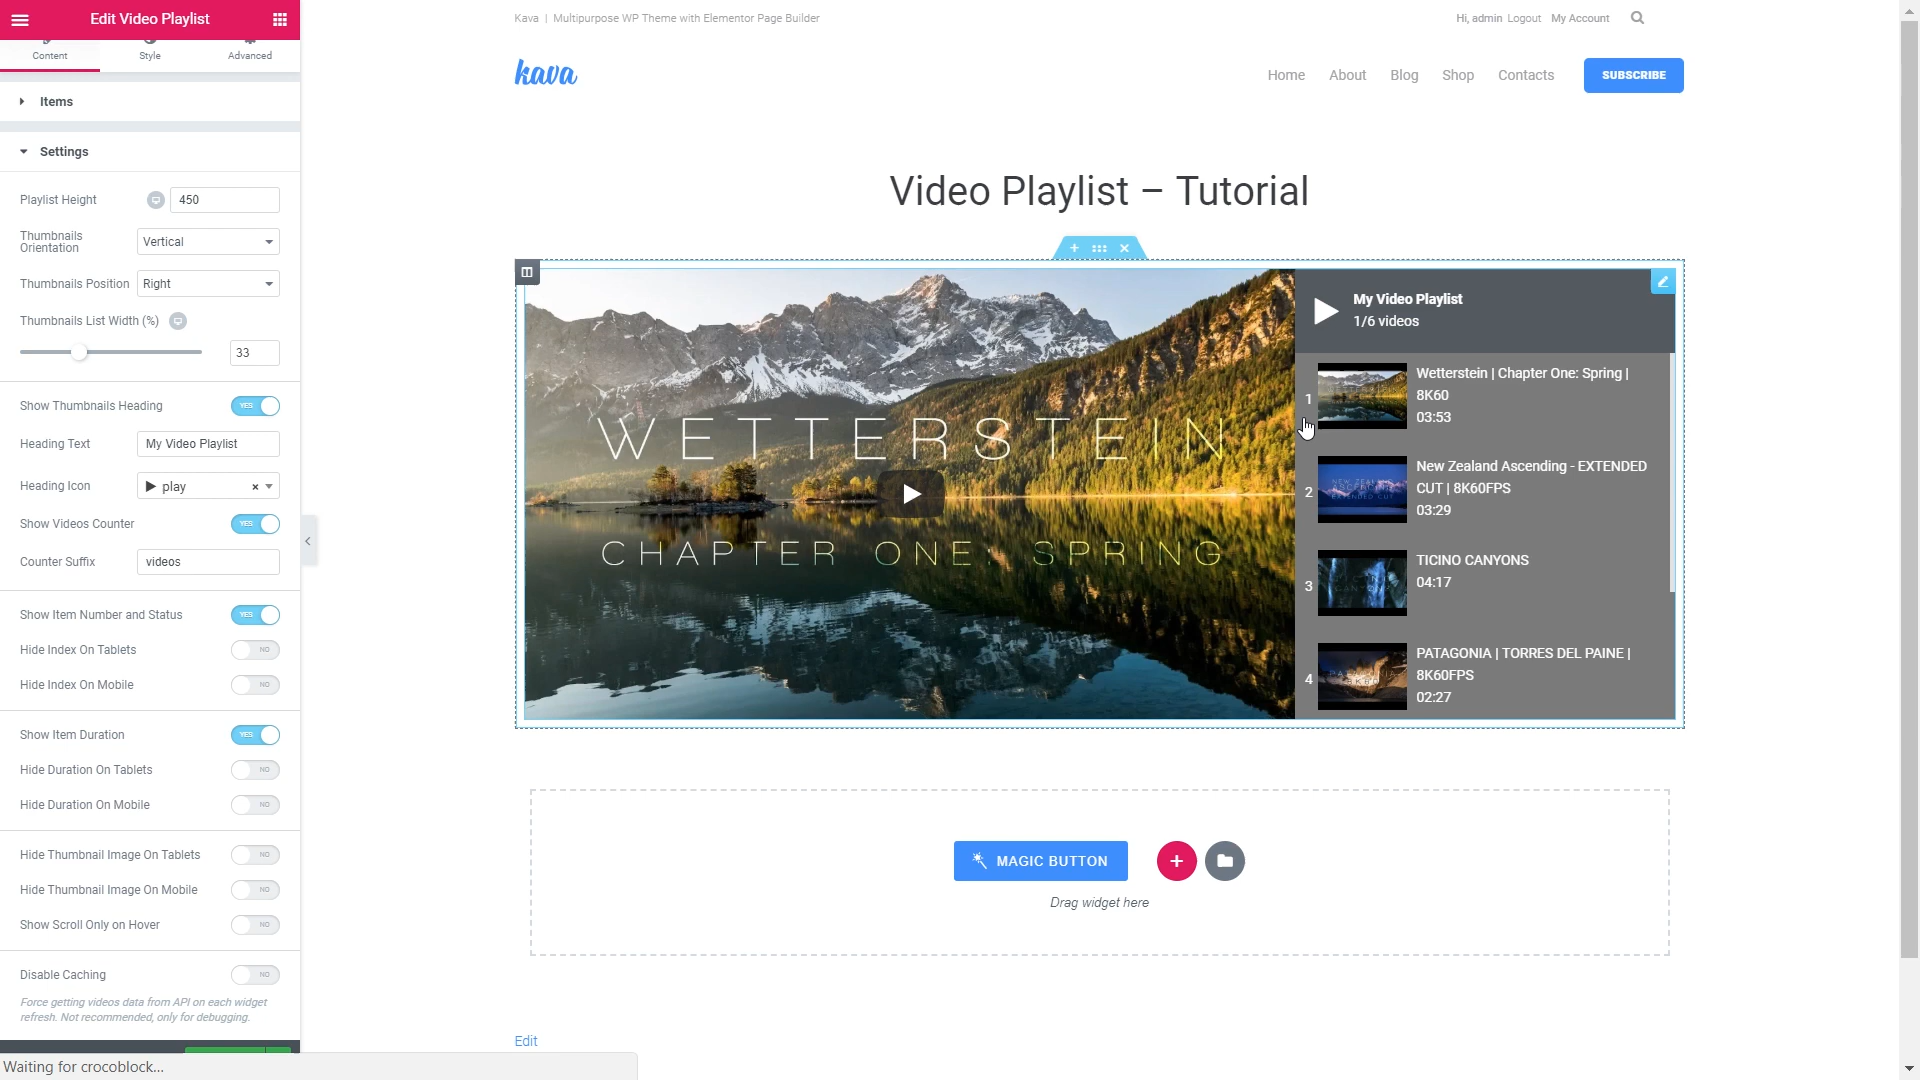 Edit Video Playlist
Content
Style
Advanced
Items
Settings
Playlist Height
450
Thumbnails
Orientation
Vertical
Thumbnails Position
Right
Thumbnails List Width (%)
33
Show Thumbnails Heading
YES
Heading Text
My Video Playlist
Heading Icon
play
×
Show Videos Counter
YES
Counter Suffix
videos
Show Item Number and Status
YES
Hide Index On Tablets
NO
Hide Index On Mobile
NO
Show Item Duration
YES
Hide Duration On Tablets
NO
Hide Duration On Mobile
NO
Hide Thumbnail Image On Tablets
NO
Hide Thumbnail Image On Mobile
NO
Show Scroll Only on Hover
NO
Disable Caching
NO
Force getting videos data from API on each widget
refresh. Not recommended, only for debugging.
Waiting for crocoblock...
Kava | Multipurpose WP Theme with Elementor Page Builder
Hi, admin Logout My Account
kava
Home About Blog Shop Contacts
SUBSCRIBE
Video Playlist – Tutorial
WETTERSTEIN
CHAPTER ONE: SPRING
My Video Playlist
1/6 videos
1
Wetterstein | Chapter One: Spring |
8K60
03:53
2
New Zealand Ascending - EXTENDED
CUT | 8K60FPS
03:29
3
TICINO CANYONS
04:17
4
PATAGONIA | TORRES DEL PAINE |
8K60FPS
02:27
MAGIC BUTTON
Drag widget here
Edit